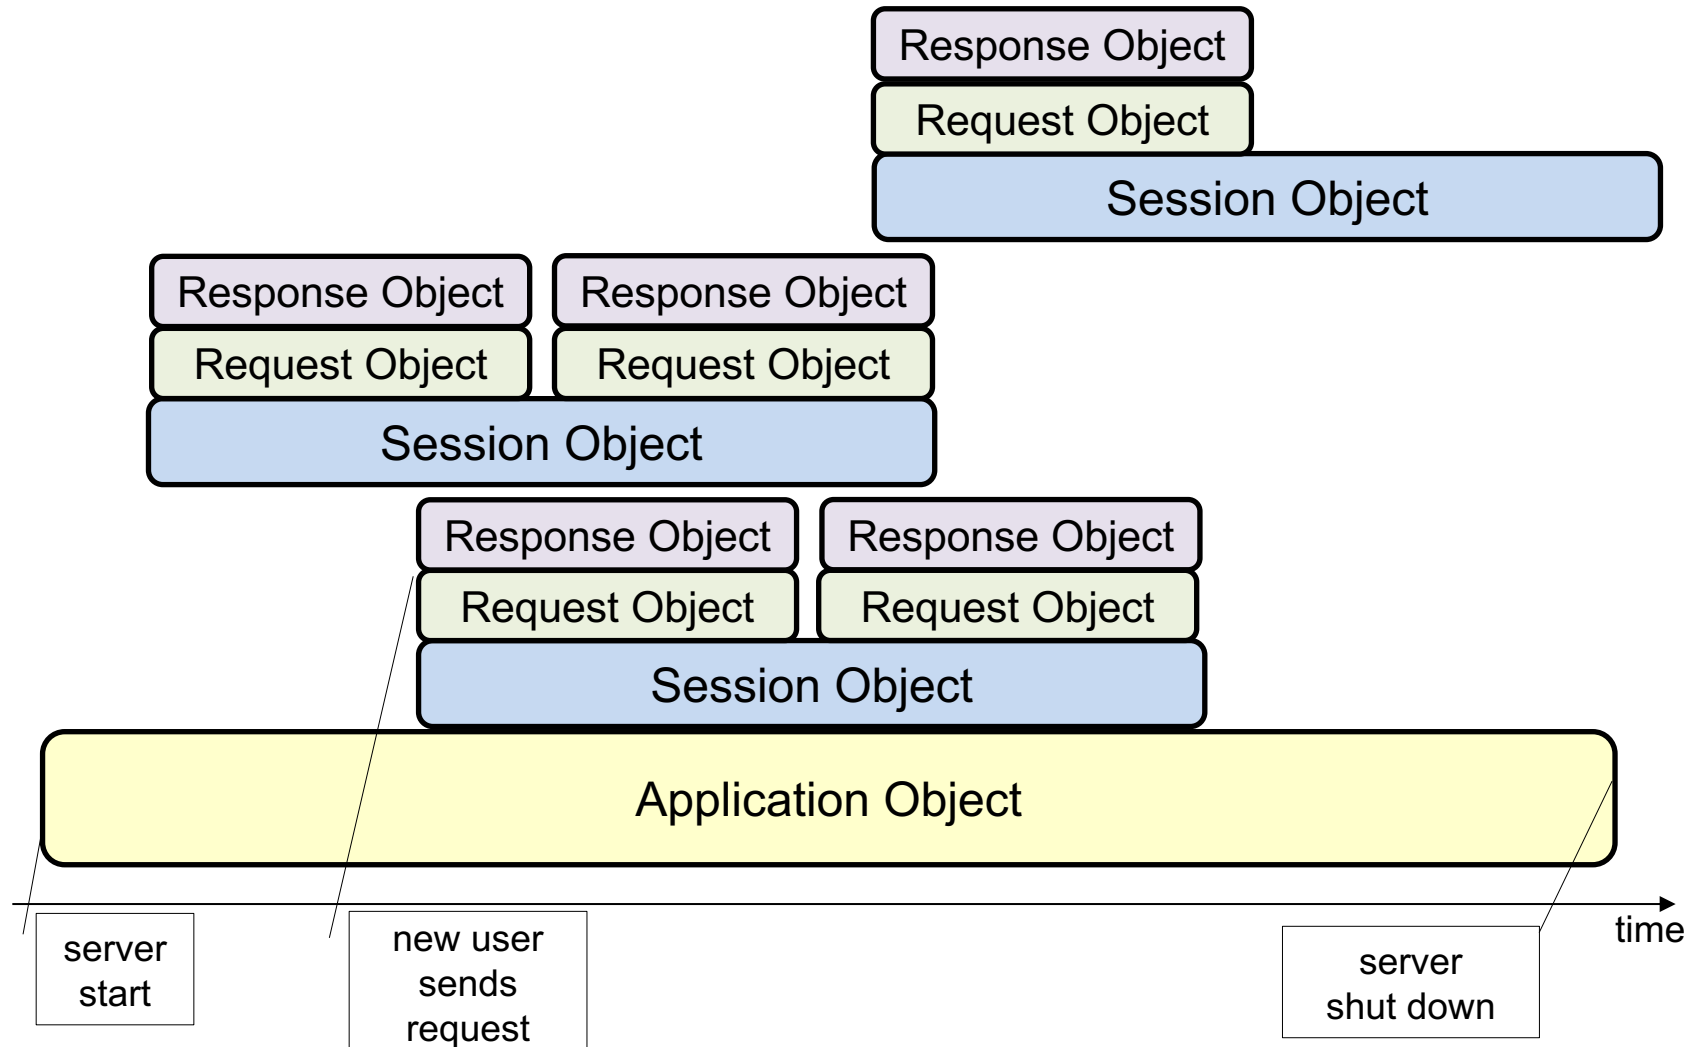 Response Object
Request Object
Session Object
Response Object Response Object
Request Object Request Object
Session Object
Response Object Response Object
Request Object Request Object
Session Object
Application Object
time
server
start
new user
sends
request
server
shut down